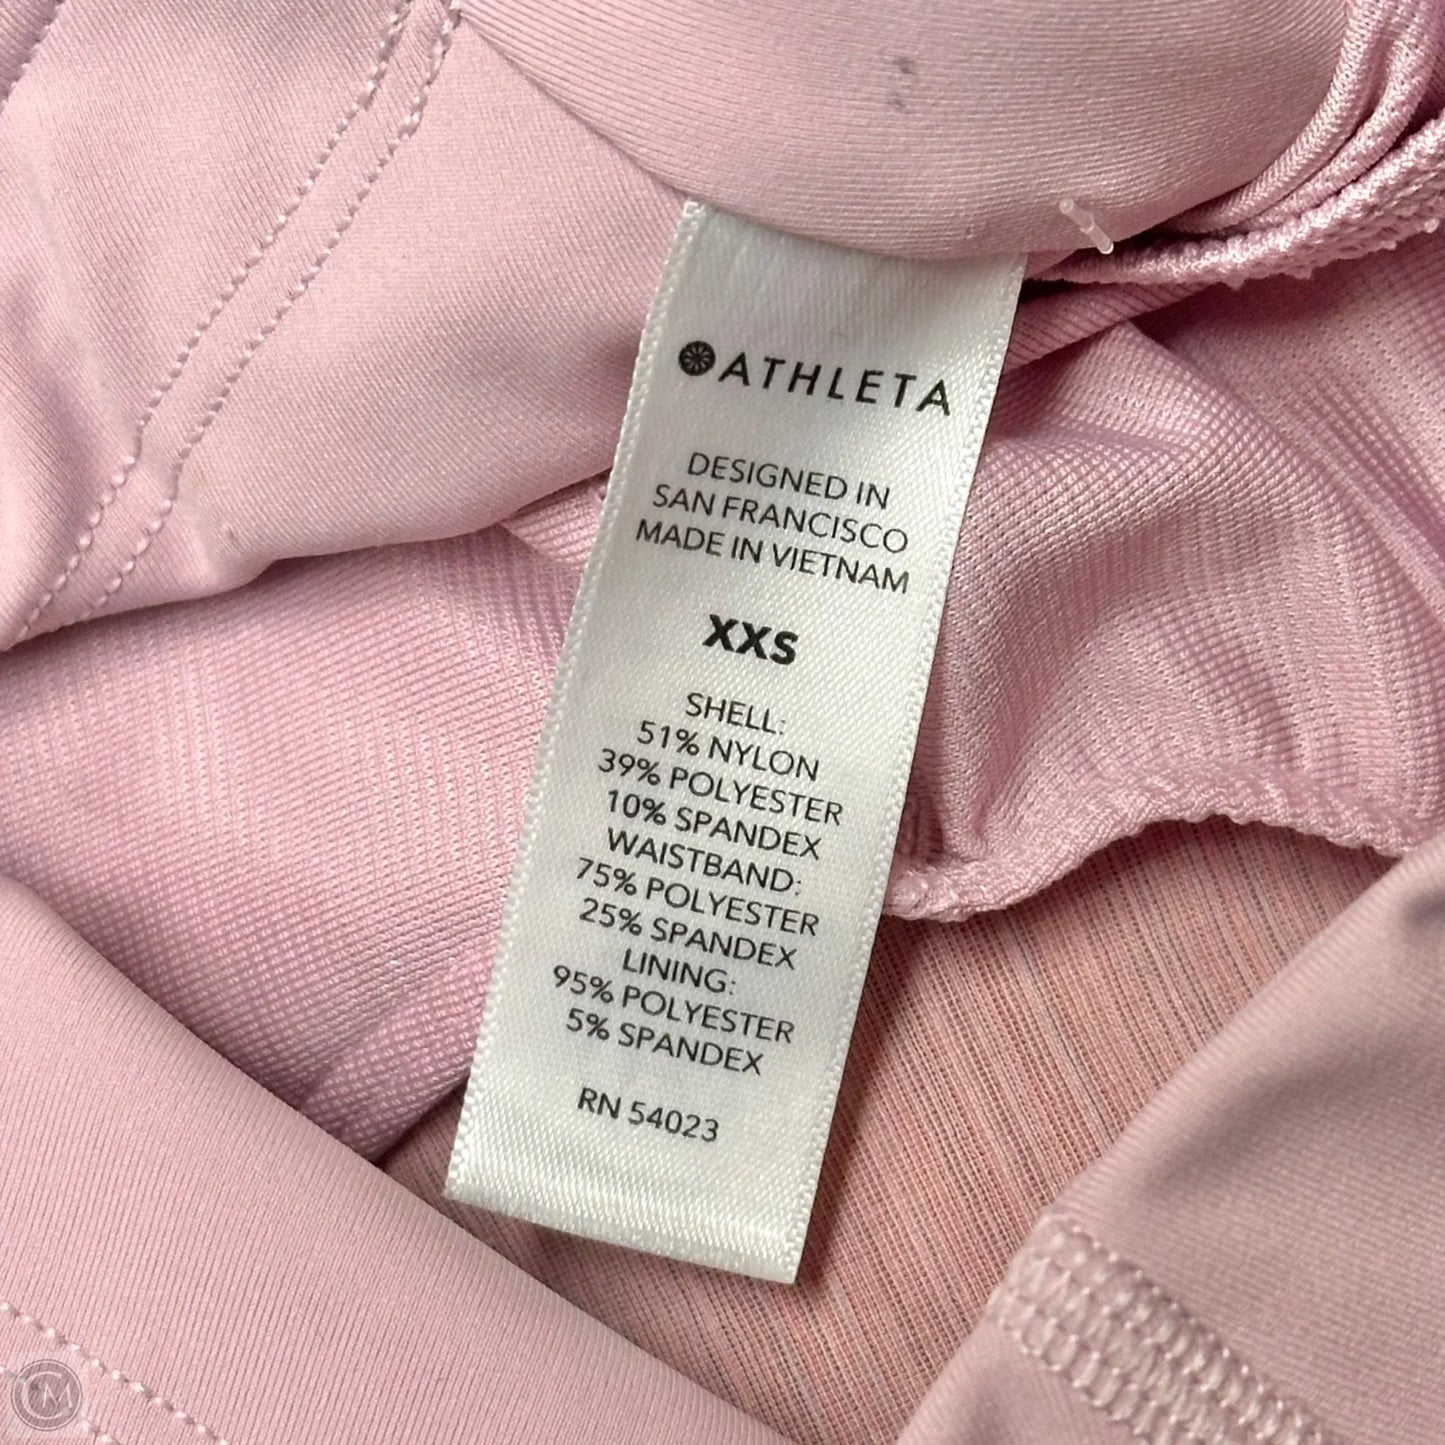 ATHLETA
DESIGNED IN
SAN FRANCISCO
MADE IN VIETNAM
XXS
SHELL:
51% NYLON
39% POLYESTER
10% SPANDEX
WAISTBAND:
75% POLYESTER
25% SPANDEX
LINING:
95% POLYESTER
5% SPANDEX
RN 54023
CM